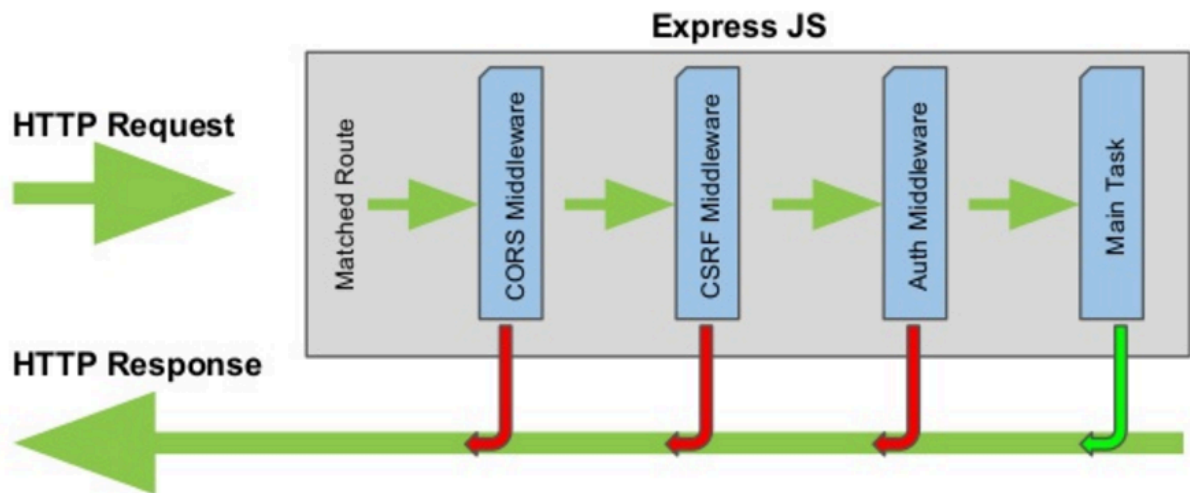 Express JS
HTTP Request
Matched Route
CORS Middleware
CSRF Middleware
Auth Middleware
Main Task
HTTP Response